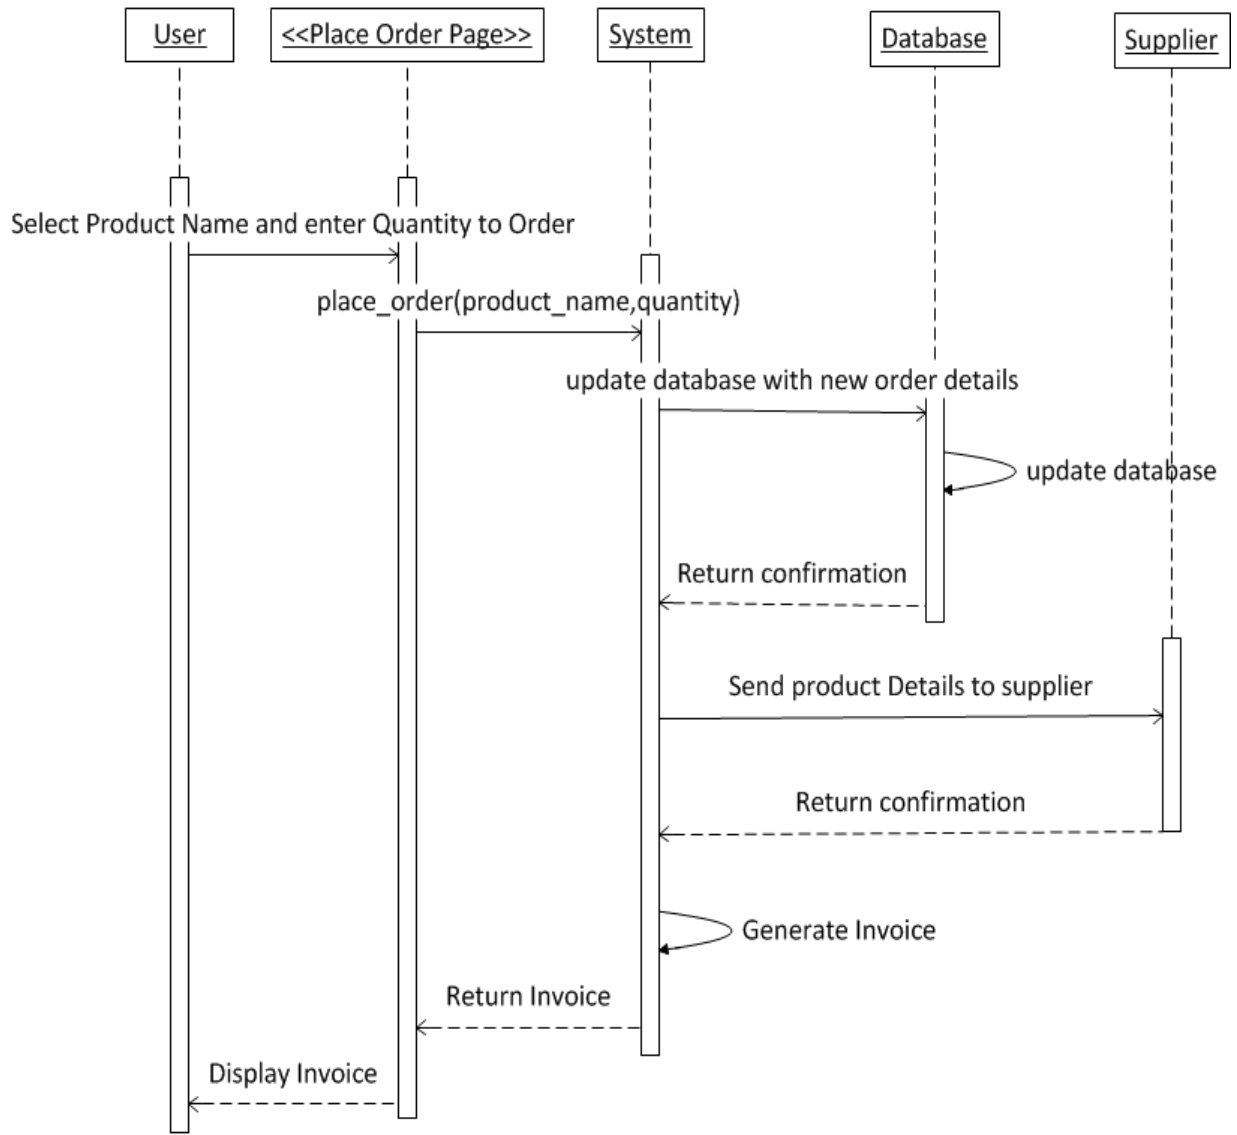 User
<<Place Order Page>>
System
Database
Supplier
Select Product Name and enter Quantity to Order
place_order(product_name,quantity)
update database with new order details
update database
Return confirmation
Send product Details to supplier
Return confirmation
Generate Invoice
Return Invoice
Display Invoice